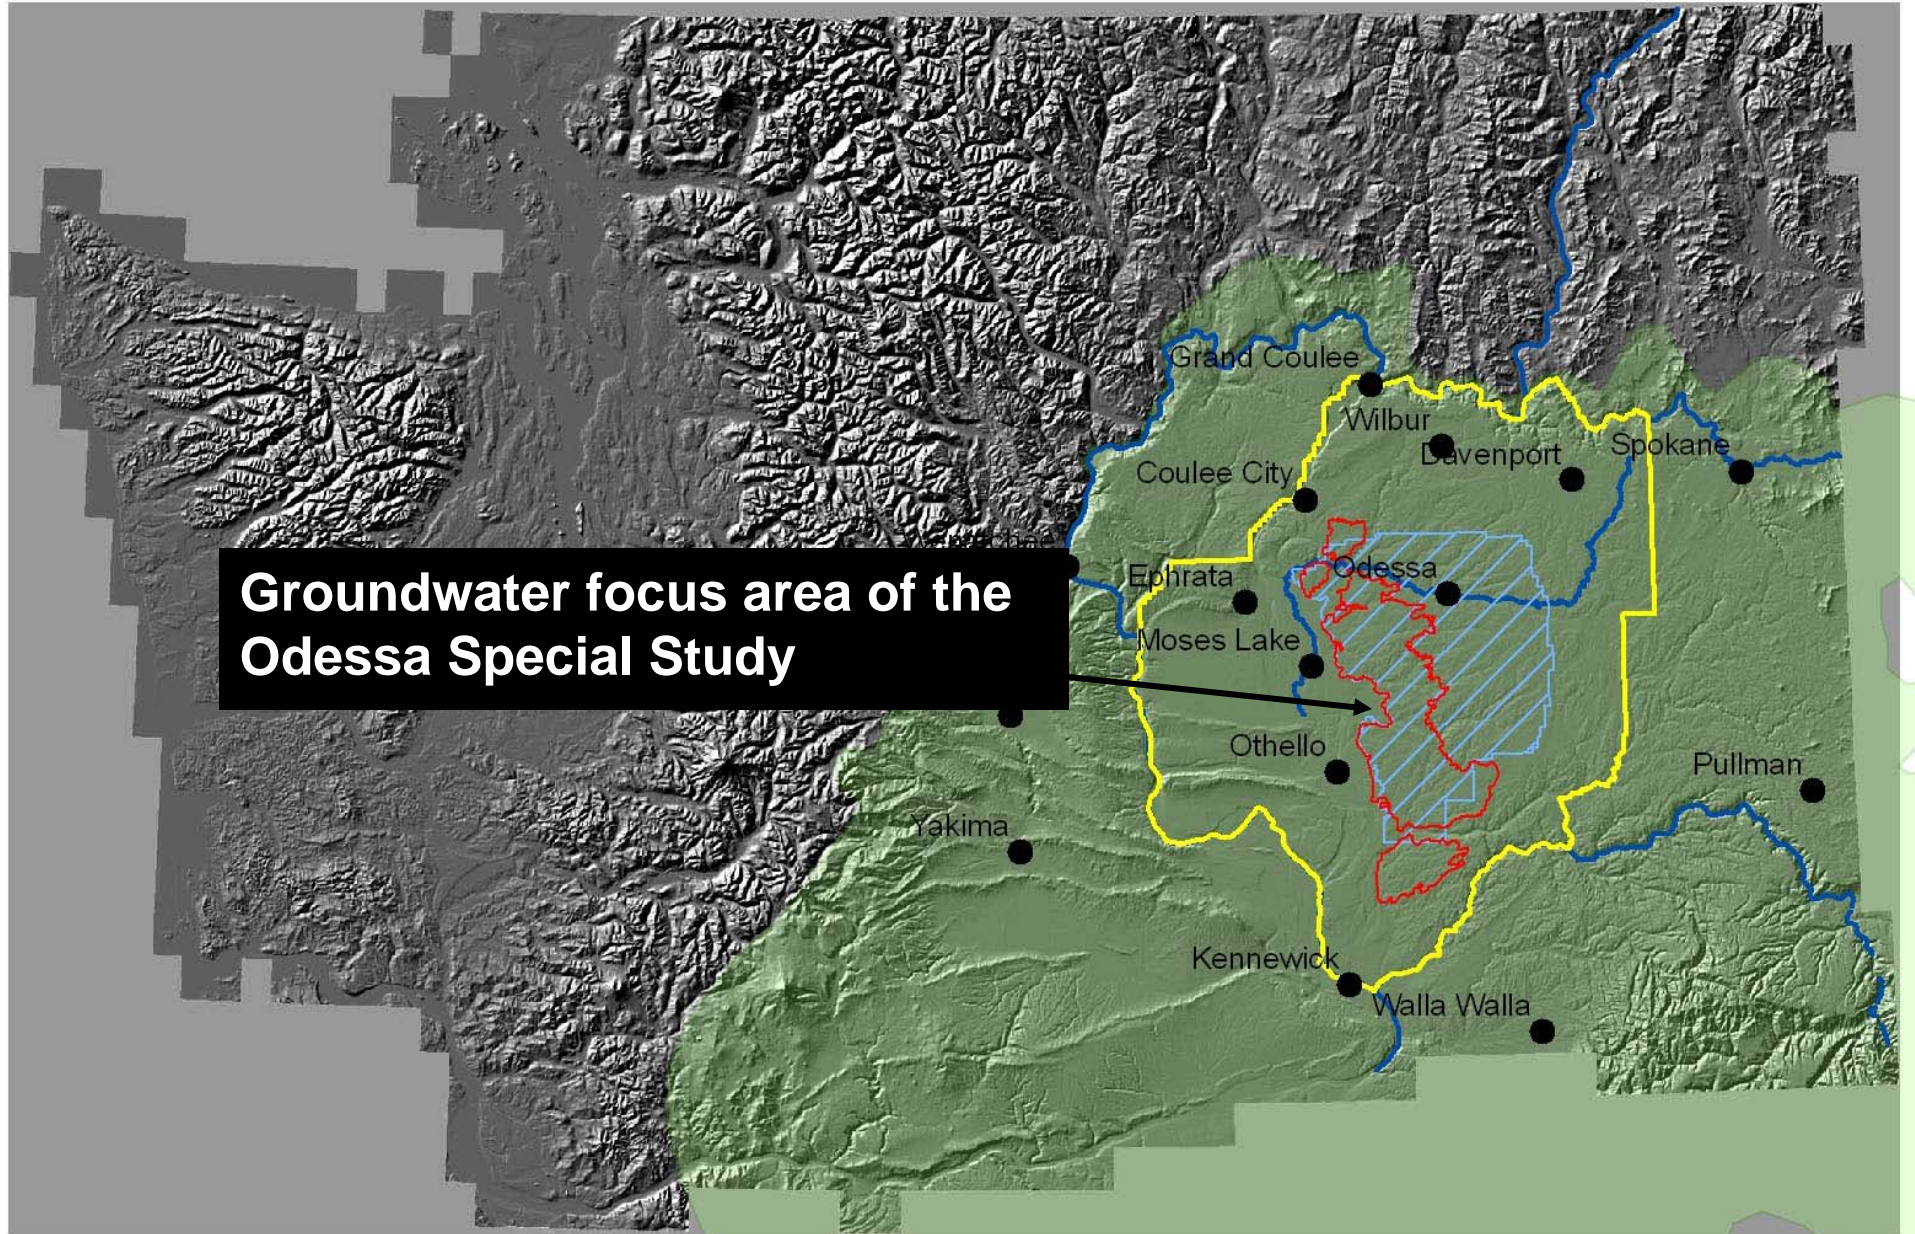 Grand Coulee
Wilbur
Davenport
Spokane
Coulee City
Groundwater focus area of the
Odessa Special Study
Ephrata
Odessa
Moses Lake
Othello
Pullman
Yakima
Kennewick
Walla Walla